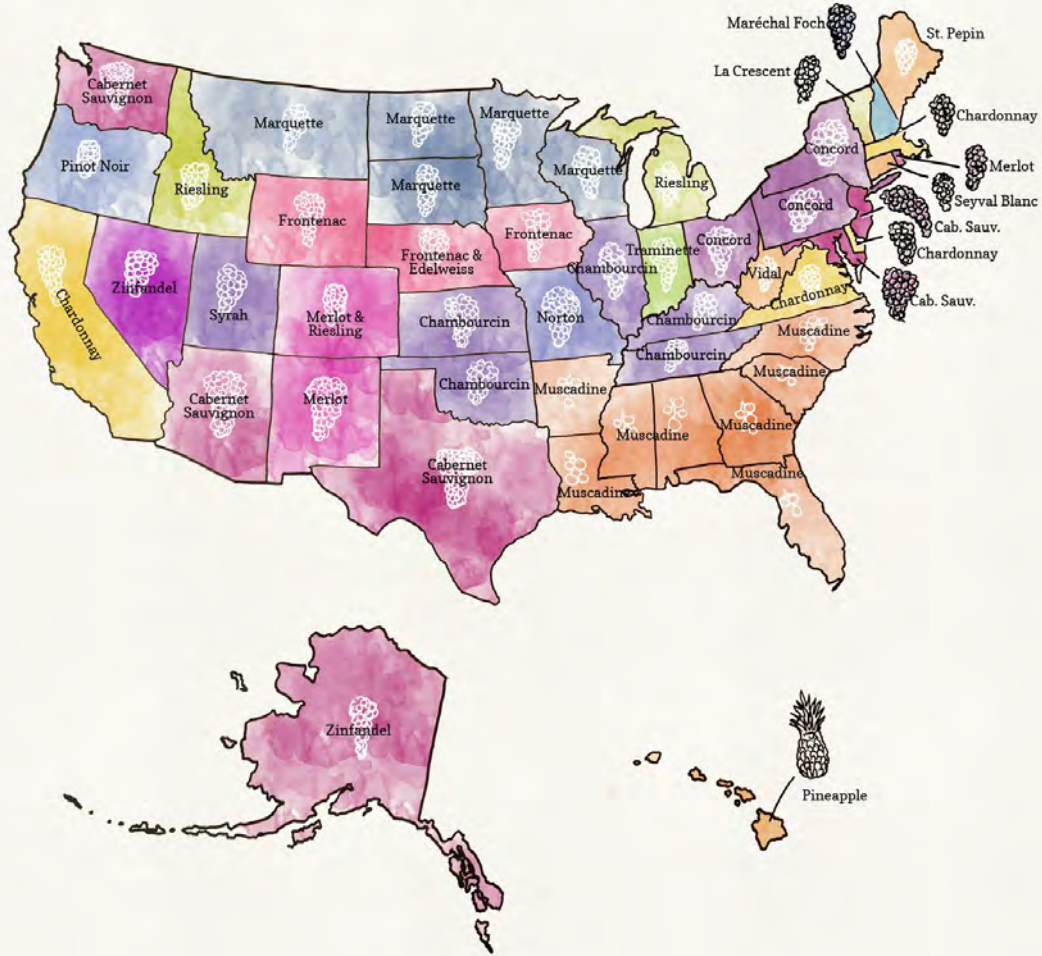 Maréchal Foch
St. Pepin
La Crescent
Cabernet
Sauvignon
Marquette
Marquette
Marquette
Chardonnay
Pinot Noir
Riesling
Marquette
Marquette
Riesling
Concord
Merlot
Seyval Blanc
Frontenac
Frontenac
Concord
Cab. Sauv.
Zinfandel
Syrah
Frontenac &
Edelweiss
Chambourcin
Traminette
Concord
Vidal
Chardonnay
Chardonnay
Chardonnay
Cab. Sauv.
Merlot &
Riesling
Chambourcin
Norton
Chambourcin
Muscadine
Chambourcin
Cabernet
Sauvignon
Merlot
Chambourcin
Muscadine
Muscadine
Muscadine
Muscadine
Cabernet
Sauvignon
Muscadine
Muscadine
Zinfandel
Pineapple